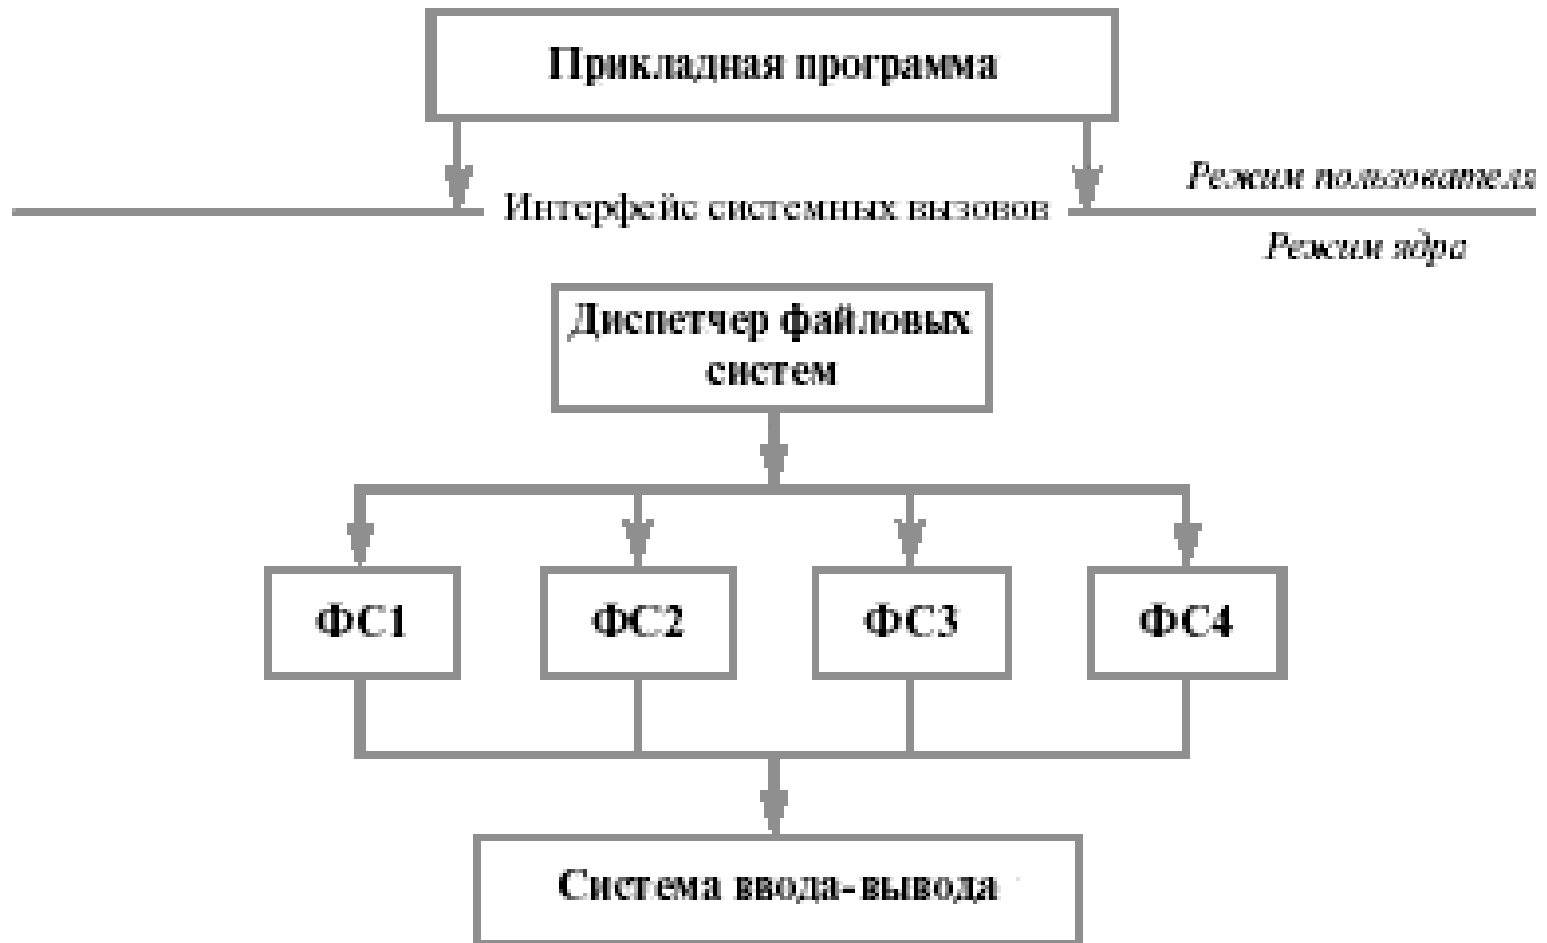 Прикладная программа
Режим пользователя
Интерфейс системных вызовов
Режим ядра
Диспетчер файловых
систем
ФС1
ФС2
ФС3
ФС4
Система ввода-вывода